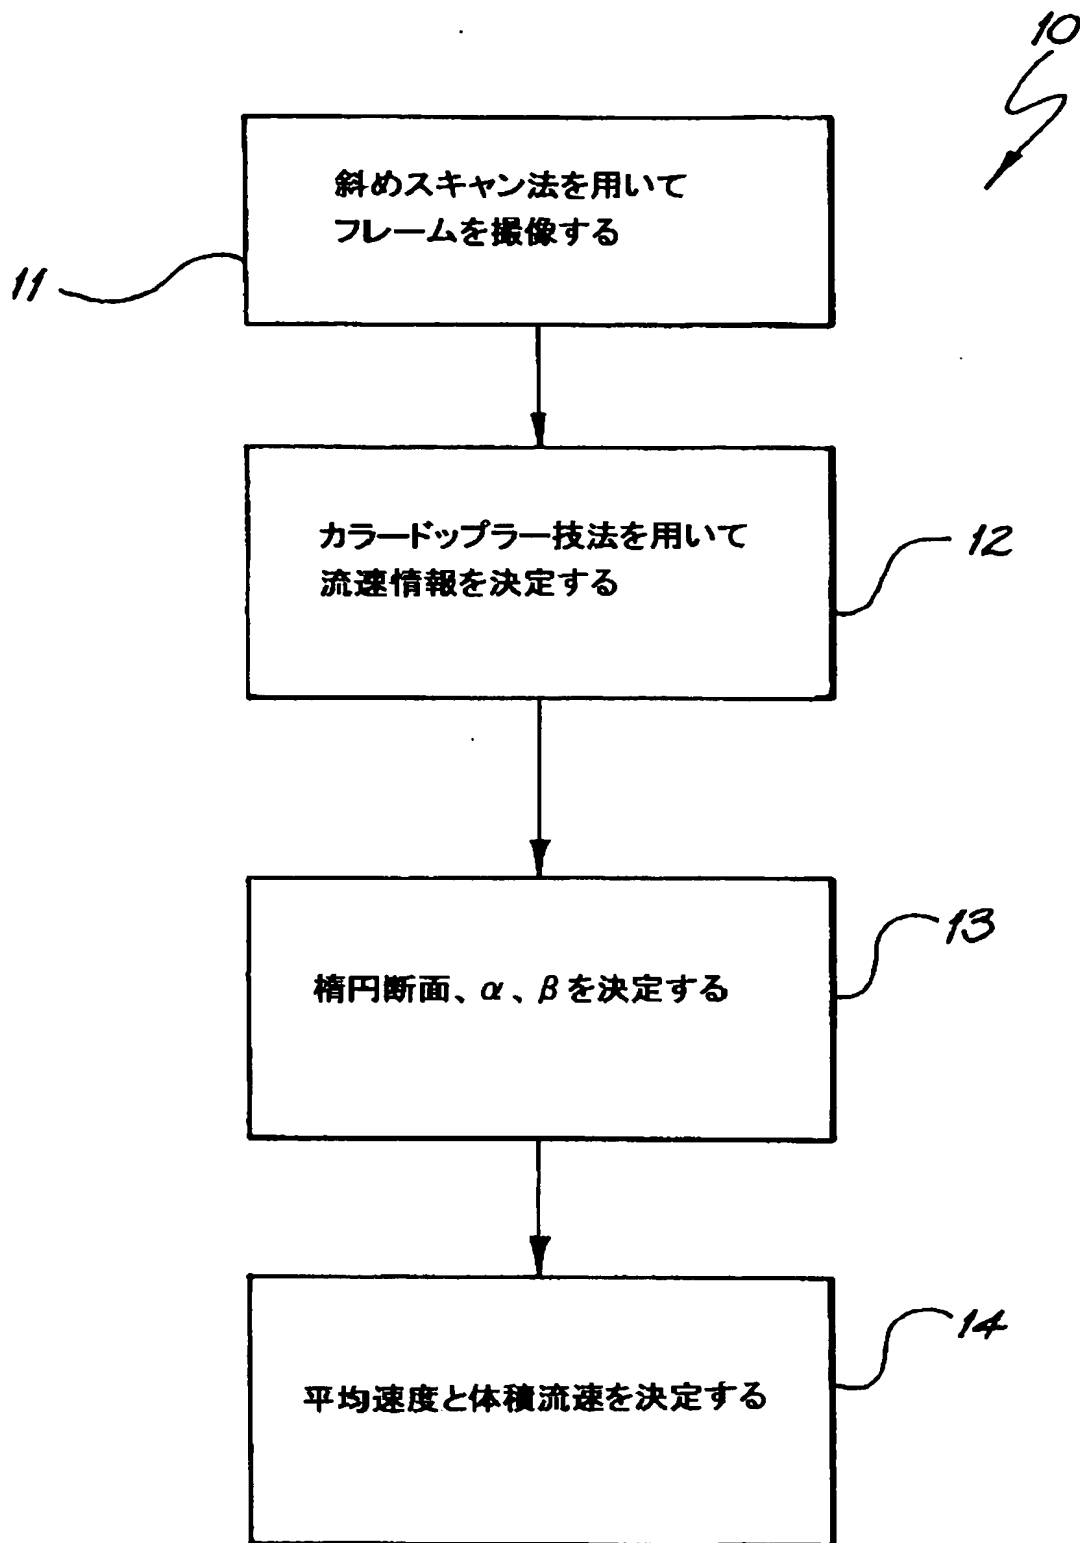 10
斜めスキャン法を用いて
フレームを撮像する
11
カラードップラー技法を用いて
流速情報を決定する
12
楕円断面、α、βを決定する
13
平均速度と体積流速を決定する
14